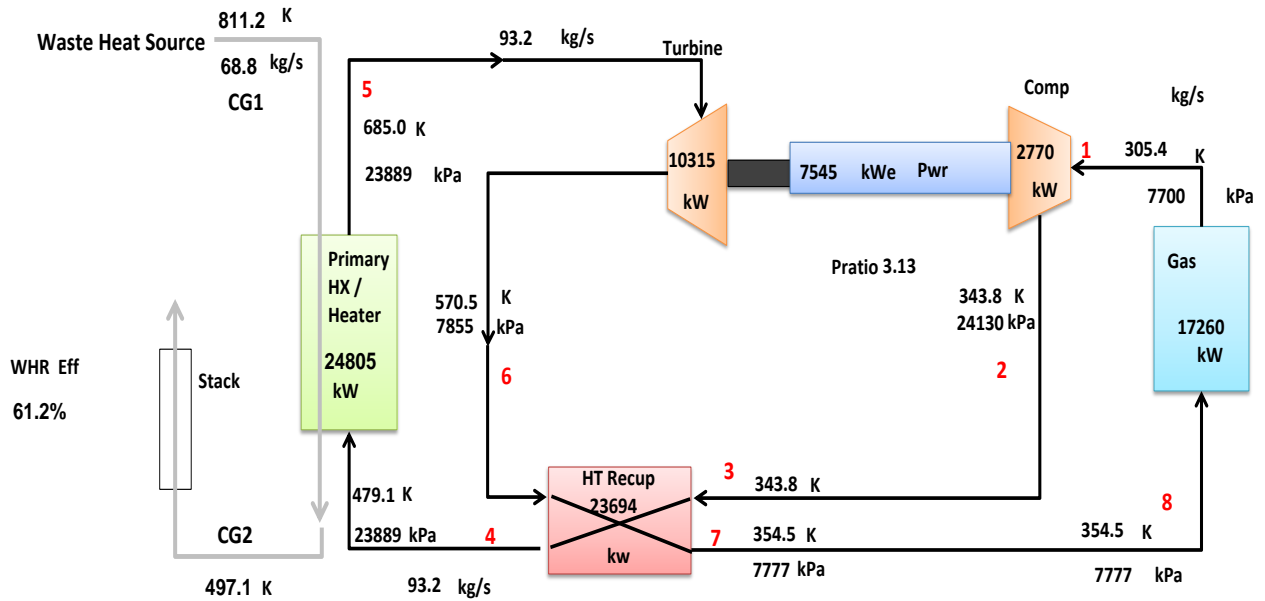 811.2 K
Waste Heat Source
68.8 kg/s
CG1
93.2 kg/s
Turbine
5
685.0 K
23889 kPa
Comp
kg/s
10315
kW
7545 kWe Pwr
2770
kW
1
305.4 K
7700 kPa
Primary
HX /
Heater
24805
kW
Pratio 3.13
Gas
17260
kW
570.5 K
7855 kPa
343.8 K
24130 kPa
WHR Eff
61.2%
Stack
6
2
HT Recup
23694
kw
3
343.8 K
479.1 K
23889 kPa
4
7
354.5 K
7777 kPa
8
354.5 K
7777 kPa
CG2
497.1 K
93.2 kg/s